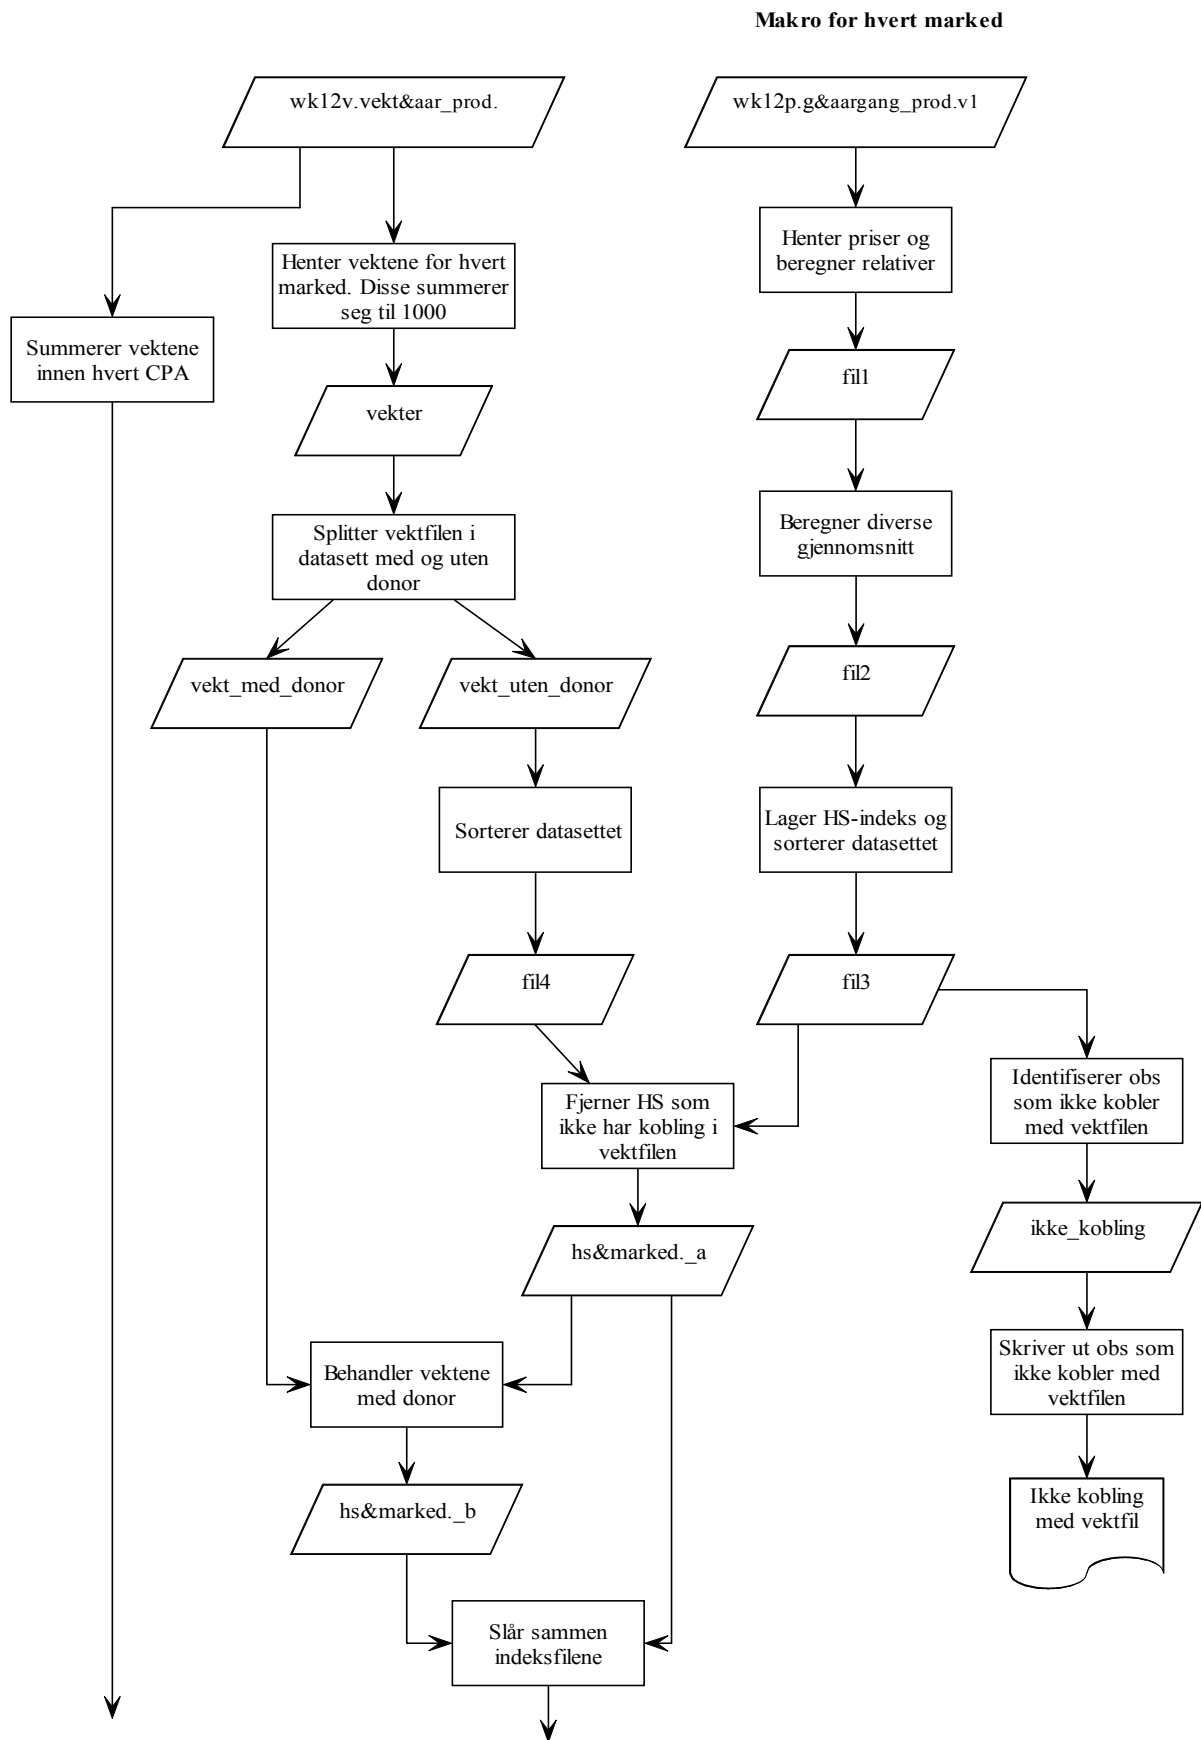 Makro for hvert marked
wk12v.vekt&aar_prod.
wk12p.g&aargang_prod.v1
Henter priser og
beregner relativer
Henter vektene for hvert
marked. Disse summerer
seg til 1000
Summerer vektene
innen hvert CPA
fil1
vekter
Splitter vektfilen i
datasett med og uten
donor
Beregner diverse
gjennomsnitt
vekt_med_donor
vekt_uten_donor
fil2
Sorterer datasettet
Lager HS-indeks og
sorterer datasettet
fil4
fil3
Identifiserer obs
som ikke kobler
med vektfilen
Fjerner HS som
ikke har kobling i
vektfilen
ikke_kobling
hs&marked._a
Skriver ut obs som
ikke kobler med
vektfilen
Behandler vektene
med donor
Ikke kobling
med vektfil
hs&marked._b
Slår sammen
indeksfilene